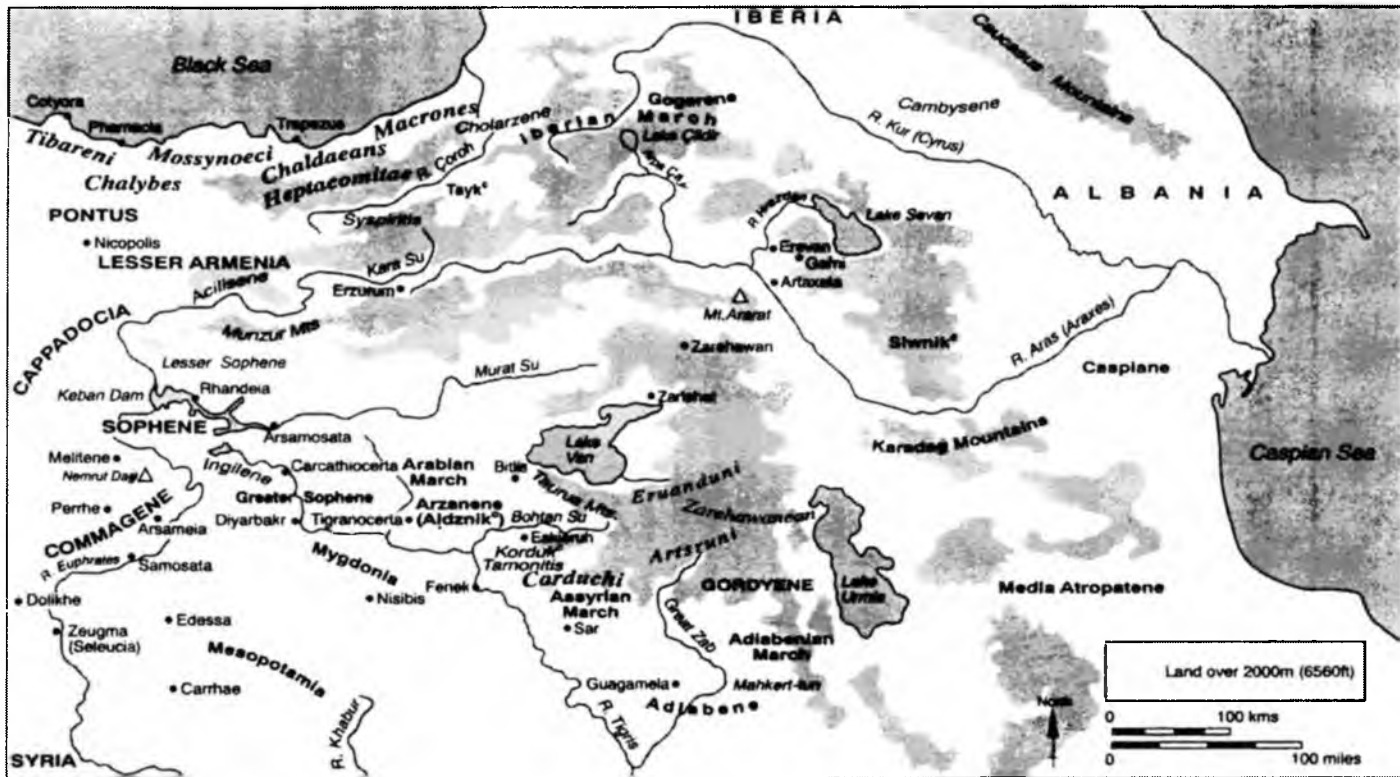 IBERIA
Black Sea
Caucasus Mountains
Cotyora
Pharnacia
Trapezus
Macrones
Cholarzene
Iberian
Gogarene
March
Lake Çildir
Cambysene
R. Kur (Cyrus)
Tibareni
Mossynoeci
Chaldaeans
Heptacomitae
R. Çoroh
Chalybes
Tayk^c
ALBANIA
PONTUS
Nicopolis
Syspiritis
Lake Sevan
R. Hrazdan
Erevan
Garni
LESSER ARMENIA
Kara Su
Acilisene
Erzurum
Artaxata
Mt. Ararat
CAPPADOCIA
Munzur Mts
Zarehawan
Siwnik^c
R. Aras (Araxes)
Caspiane
Lesser Sophene
Murat Su
Keban Dam
Rhandeia
Zarishat
SOPHENE
Arsamosata
Lake
Van
Karadag Mountains
Caspian Sea
Melitene
Nemrut Dag
Ingilene
Carcathiocerta
Arabian
March
Bitlis
Taurus Mts
Eruanduni
Perrhe
Greater Sophene
Arzanene
(Aldznik^c)
Zarehawanean
COMMAGENE
Arsameia
Diyarbakr
Tigranocerta
Bohtan Su
R. Euphrates
Samosata
Mygdonia
Korduk^c
Tamonitis
Artsruni
Carduchi
GORDYENE
Lake
Urmia
Media Atropatene
Dolikhe
Fenek
Nisibis
Assyrian
March
Zeugma
(Seleucia)
Edessa
Sar
Great Zab
Adiabenian
March
Mesopotamia
Carrhae
Guagamela
Mahkert-tun
Adiabene
R. Tigris
R. Khabur
SYRIA
Land over 2000m (6560ft)
North
0 100 kms
0 100 miles